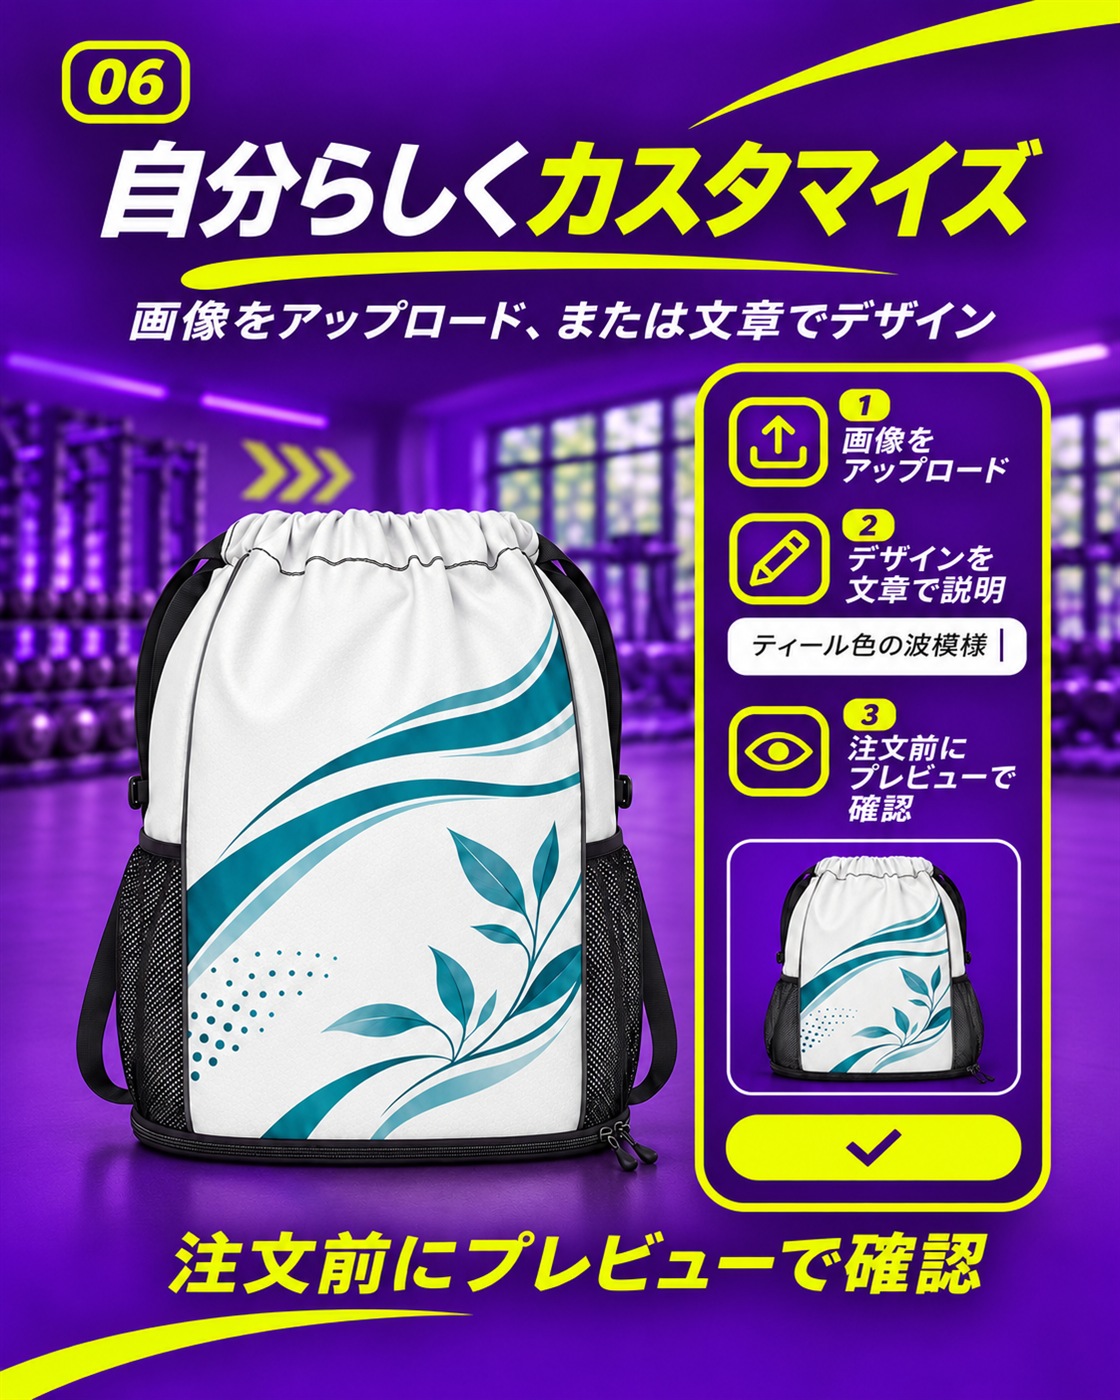 06
自分らしくカスタマイズ
画像をアップロード、または文章でデザイン
1
画像を
アップロード
2
デザインを
文章で説明
ティール色の波模様
3
注文前に
プレビューで
確認
注文前にプレビューで確認